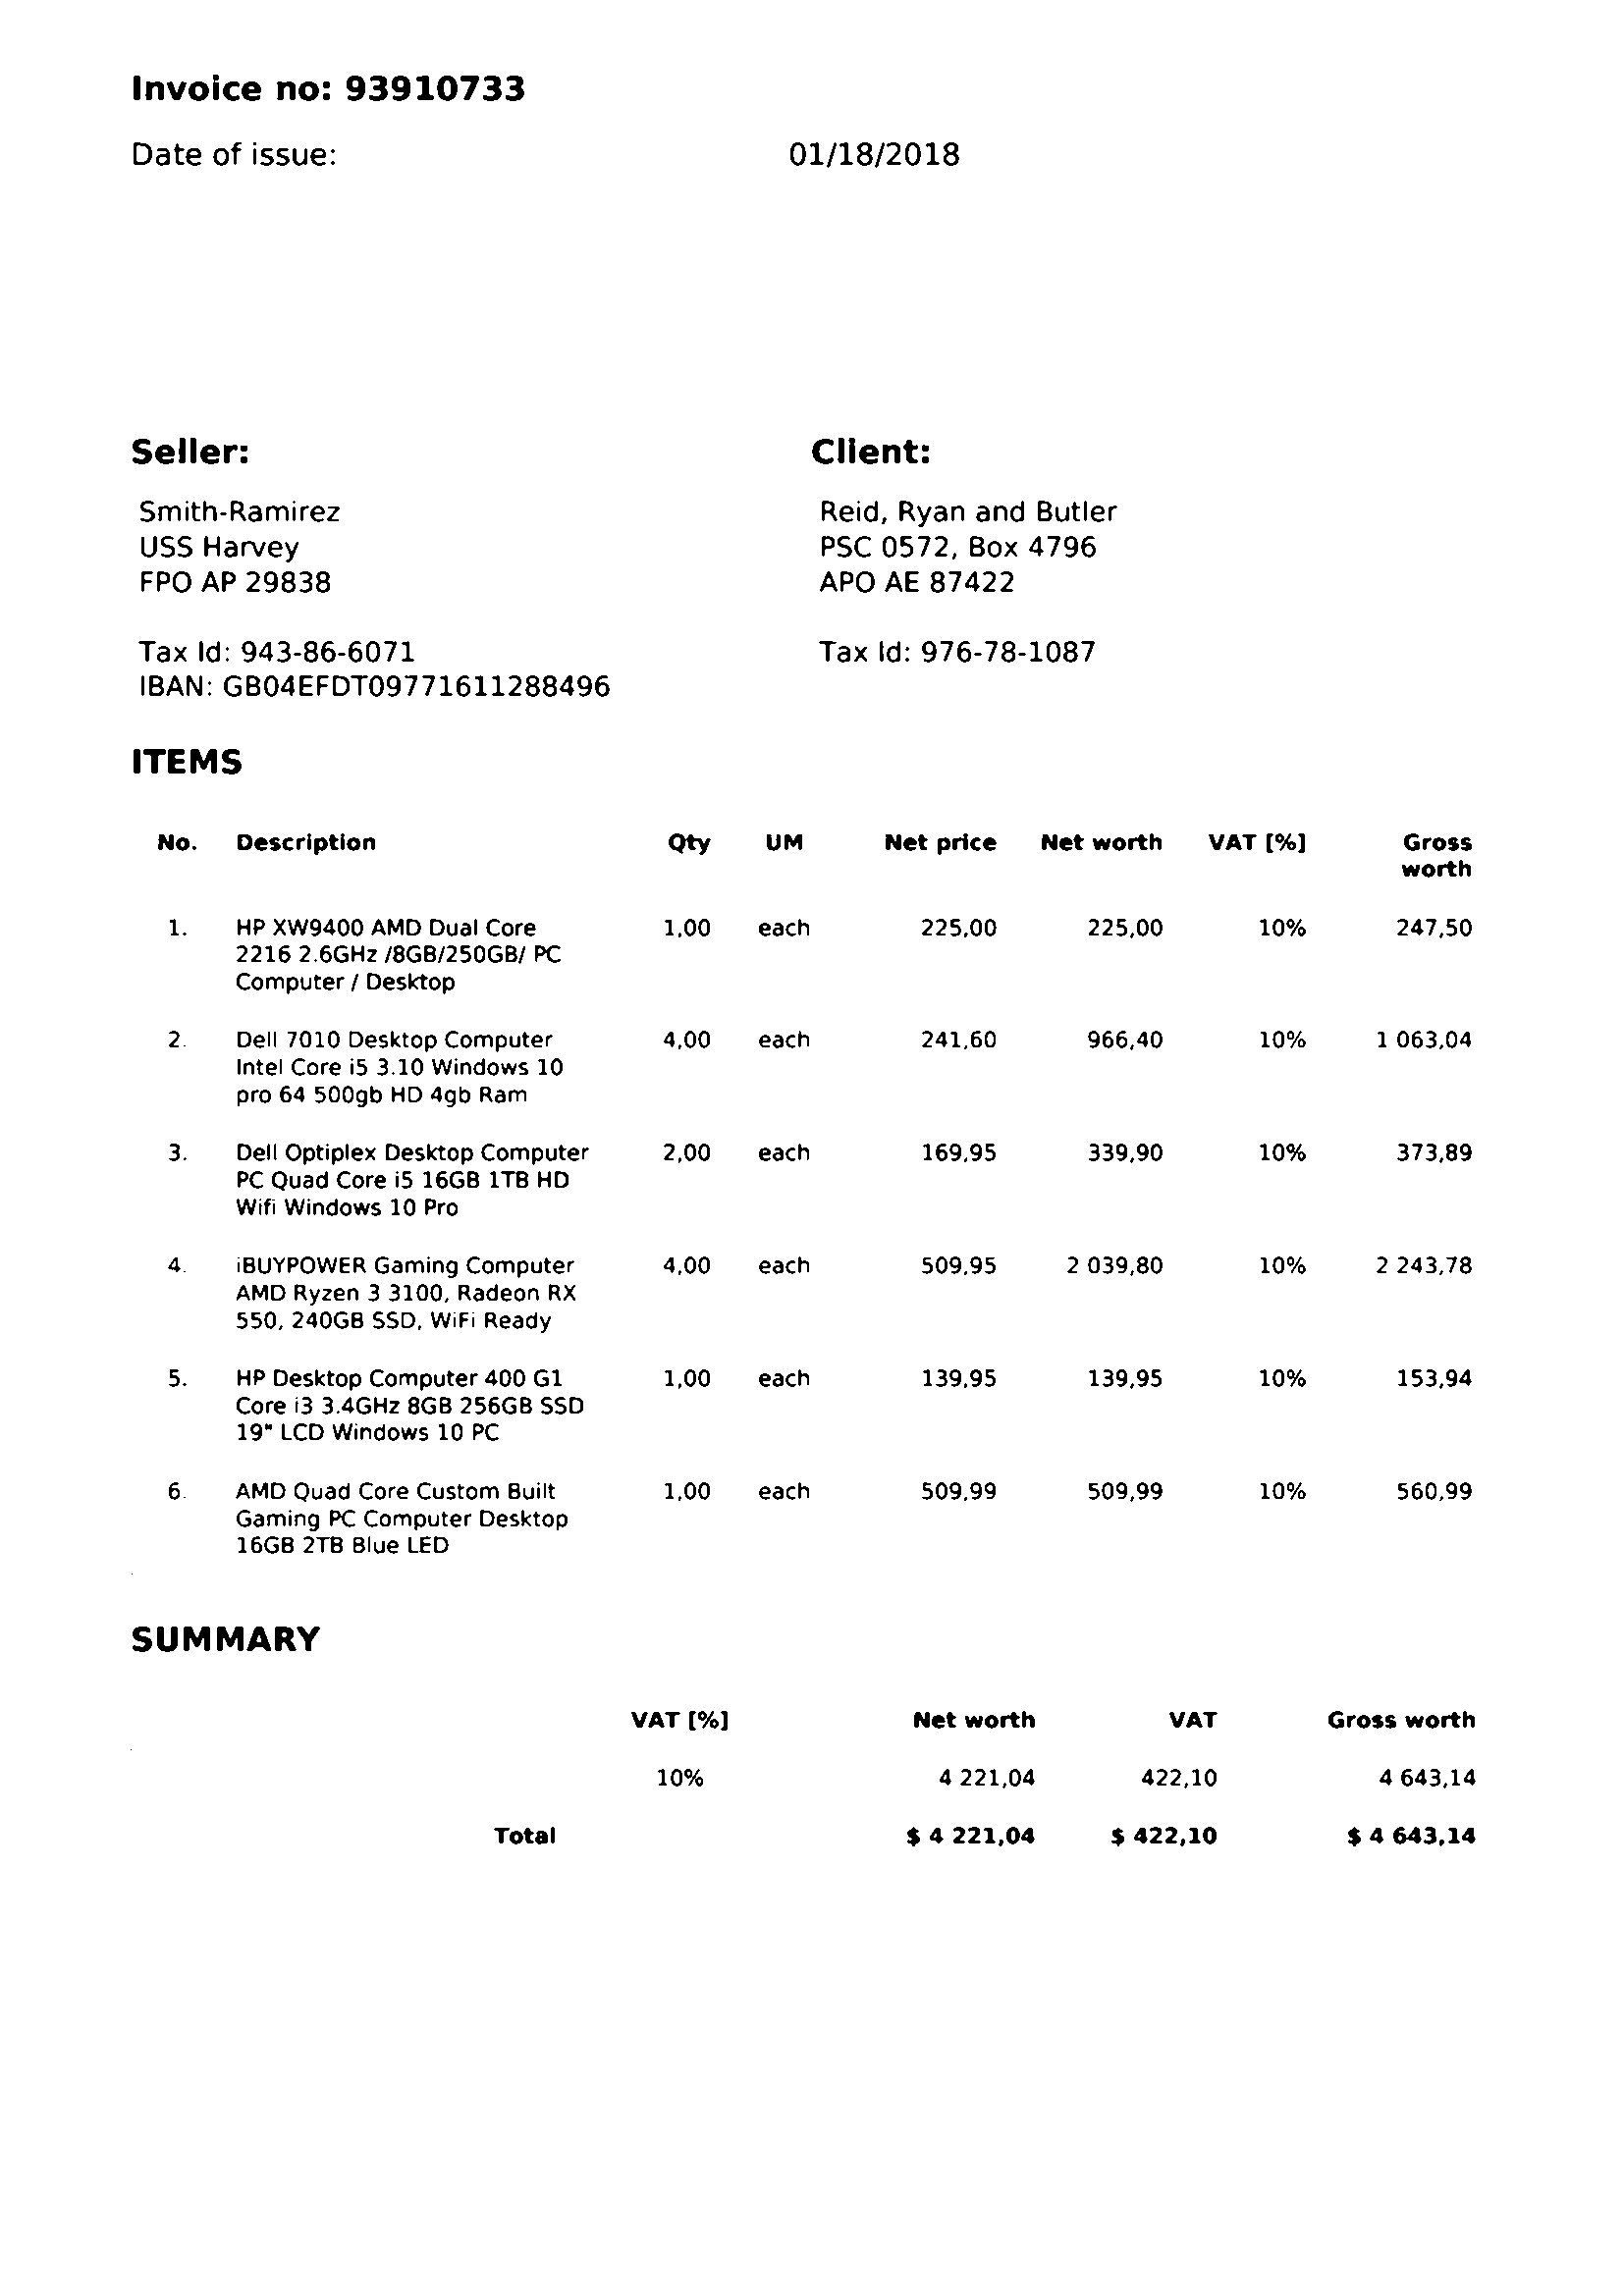 Invoice no: 93910733
Date of issue: 01/18/2018
Seller: Client:
Smith-Ramirez Reid, Ryan and Butler
USS Harvey PSC 0572, Box 4796
FPO AP 29838 APO AE 87422
Tax Id: 943-86-6071 Tax Id: 976-78-1087
IBAN: GB04EFDT09771611288496
ITEMS
No. Description Qty UM Net price Net worth VAT [%] Gross
worth
1. HP XW9400 AMD Dual Core 1,00 each 225,00 225,00 10% 247,50
2216 2.6GHz /8GB/250GB/ PC
Computer / Desktop
2. Dell 7010 Desktop Computer 4,00 each 241,60 966,40 10% 1 063,04
Intel Core i5 3.10 Windows 10
pro 64 500gb HD 4gb Ram
3. Dell Optiplex Desktop Computer 2,00 each 169,95 339,90 10% 373,89
PC Quad Core i5 16GB 1TB HD
Wifi Windows 10 Pro
4. iBUYPOWER Gaming Computer 4,00 each 509,95 2 039,80 10% 2 243,78
AMD Ryzen 3 3100, Radeon RX
550, 240GB SSD, WiFi Ready
5. HP Desktop Computer 400 G1 1,00 each 139,95 139,95 10% 153,94
Core i3 3.4GHz 8GB 256GB SSD
19" LCD Windows 10 PC
6. AMD Quad Core Custom Built 1,00 each 509,99 509,99 10% 560,99
Gaming PC Computer Desktop
16GB 2TB Blue LED
SUMMARY
VAT [%] Net worth VAT Gross worth
10% 4 221,04 422,10 4 643,14
Total $ 4 221,04 $ 422,10 $ 4 643,14